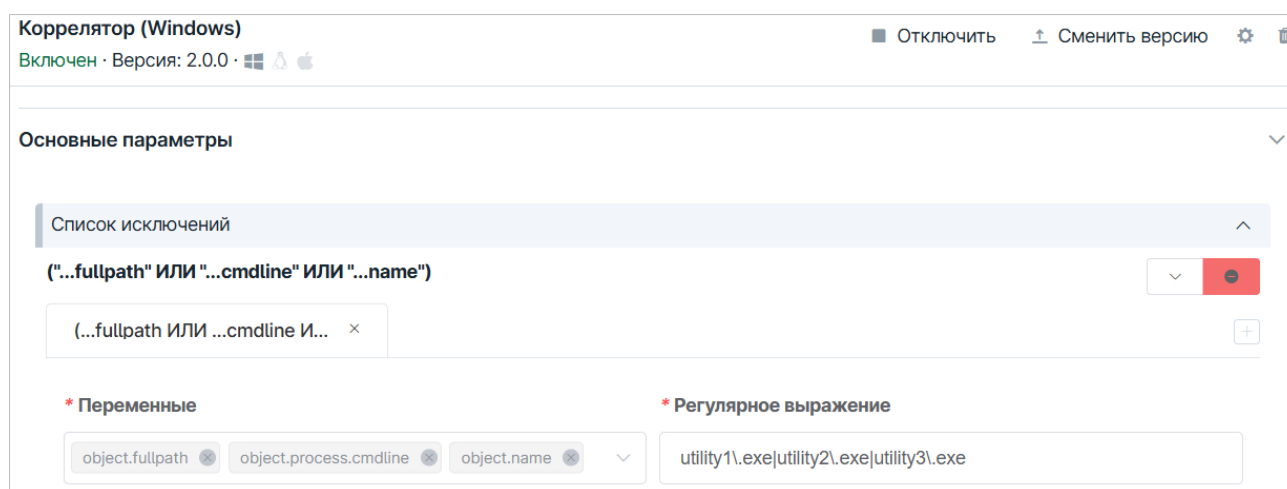 Коррелятор (Windows)
Отключить Сменить версию
Включен · Версия: 2.0.0 ·
Основные параметры
Список исключений
("...fullpath" ИЛИ "...cmdline" ИЛИ "...name")
(...fullpath ИЛИ ...cmdline И... ×
* Переменные * Регулярное выражение
object.fullpath object.process.cmdline object.name utility1\.exe|utility2\.exe|utility3\.exe